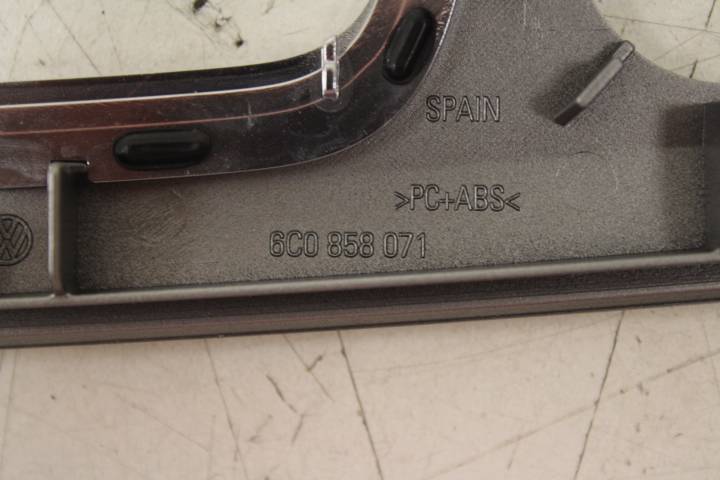 SPAIN
>PC+ABS<
6C0 858 071